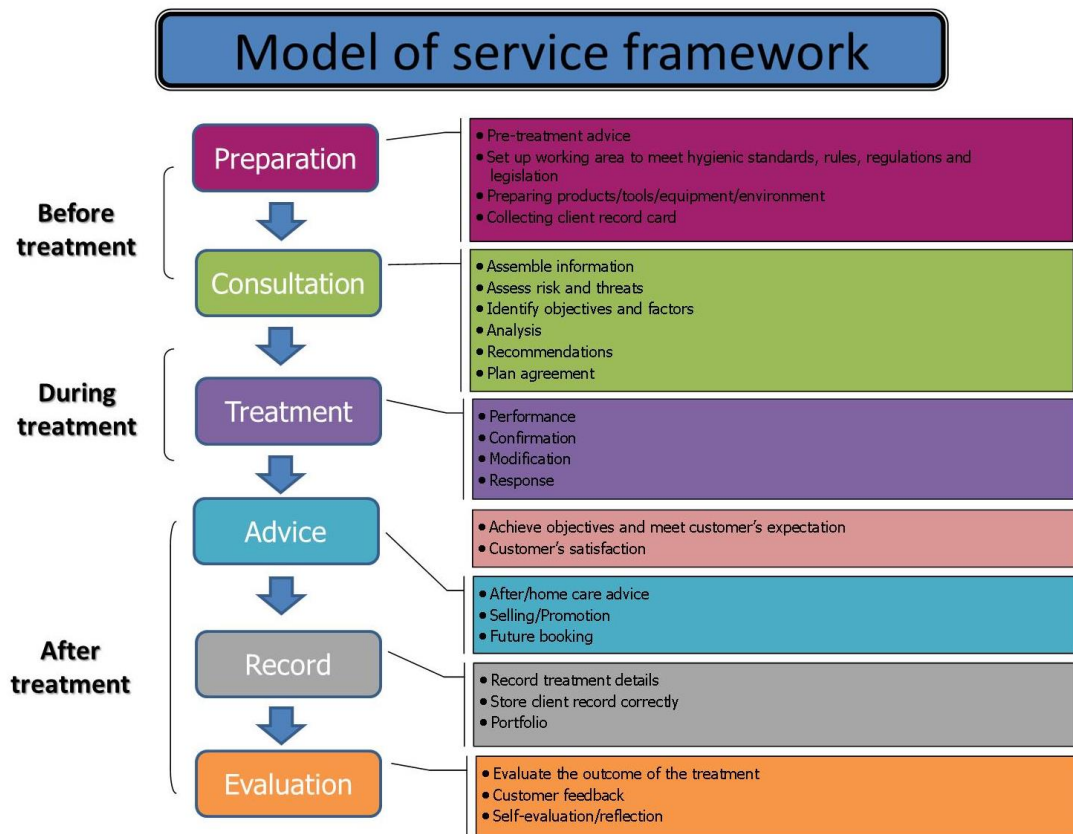 Model of service framework
Before
treatment
Preparation
• Pre-treatment advice
• Set up working area to meet hygienic standards, rules, regulations and
legislation
• Preparing products/tools/equipment/environment
• Collecting client record card
Consultation
• Assemble information
• Assess risk and threats
• Identify objectives and factors
• Analysis
• Recommendations
• Plan agreement
During
treatment
Treatment
• Performance
• Confirmation
• Modification
• Response
• Achieve objectives and meet customer's expectation
• Customer's satisfaction
After
treatment
Advice
• After/home care advice
• Selling/Promotion
• Future booking
Record
• Record treatment details
• Store client record correctly
• Portfolio
Evaluation
• Evaluate the outcome of the treatment
• Customer feedback
• Self-evaluation/reflection